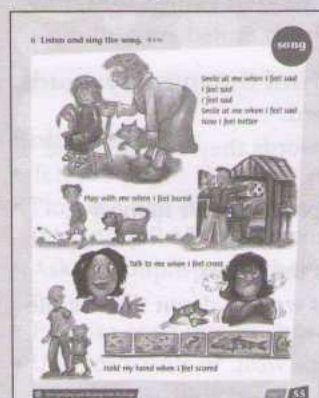 6 Listen and sing the song.
song
Smile at me when I feel sad
I feel sad
I feel sad
Smile at me when I feel sad
Now I feel better
Play with me when I feel bored
Talk to me when I feel cross
Hold my hand when I feel scared
55